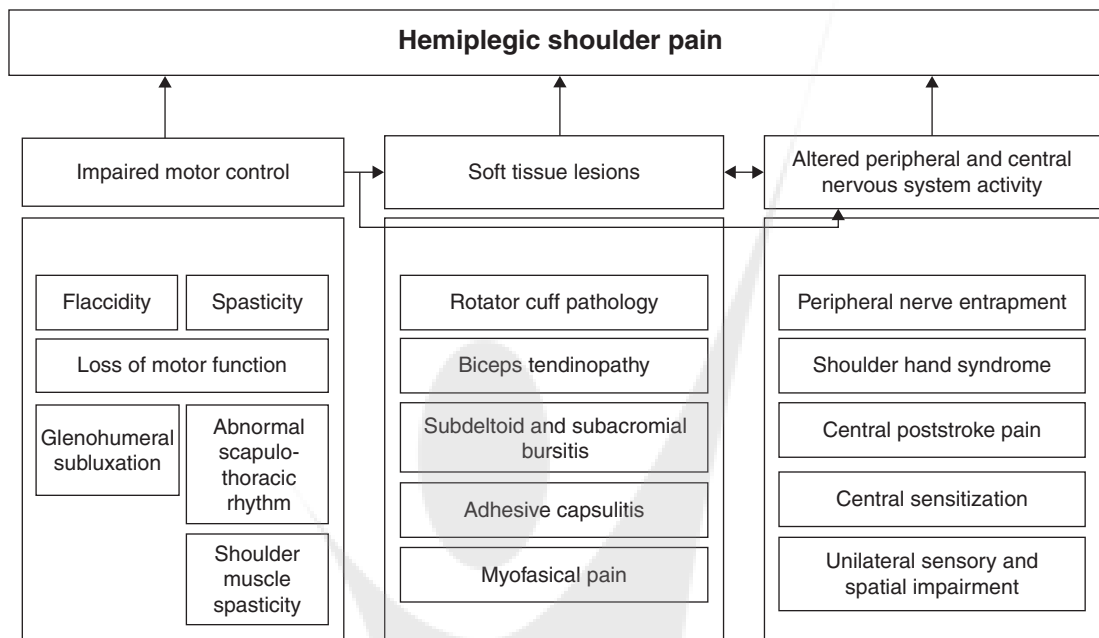 Hemiplegic shoulder pain
Impaired motor control
Soft tissue lesions
Altered peripheral and central
nervous system activity
Flaccidity
Spasticity
Loss of motor function
Glenohumeral
subluxation
Abnormal
scapulo-
thoracic
rhythm
Shoulder
muscle
spasticity
Rotator cuff pathology
Biceps tendinopathy
Subdeltoid and subacromial
bursitis
Adhesive capsulitis
Myofasical pain
Peripheral nerve entrapment
Shoulder hand syndrome
Central poststroke pain
Central sensitization
Unilateral sensory and
spatial impairment